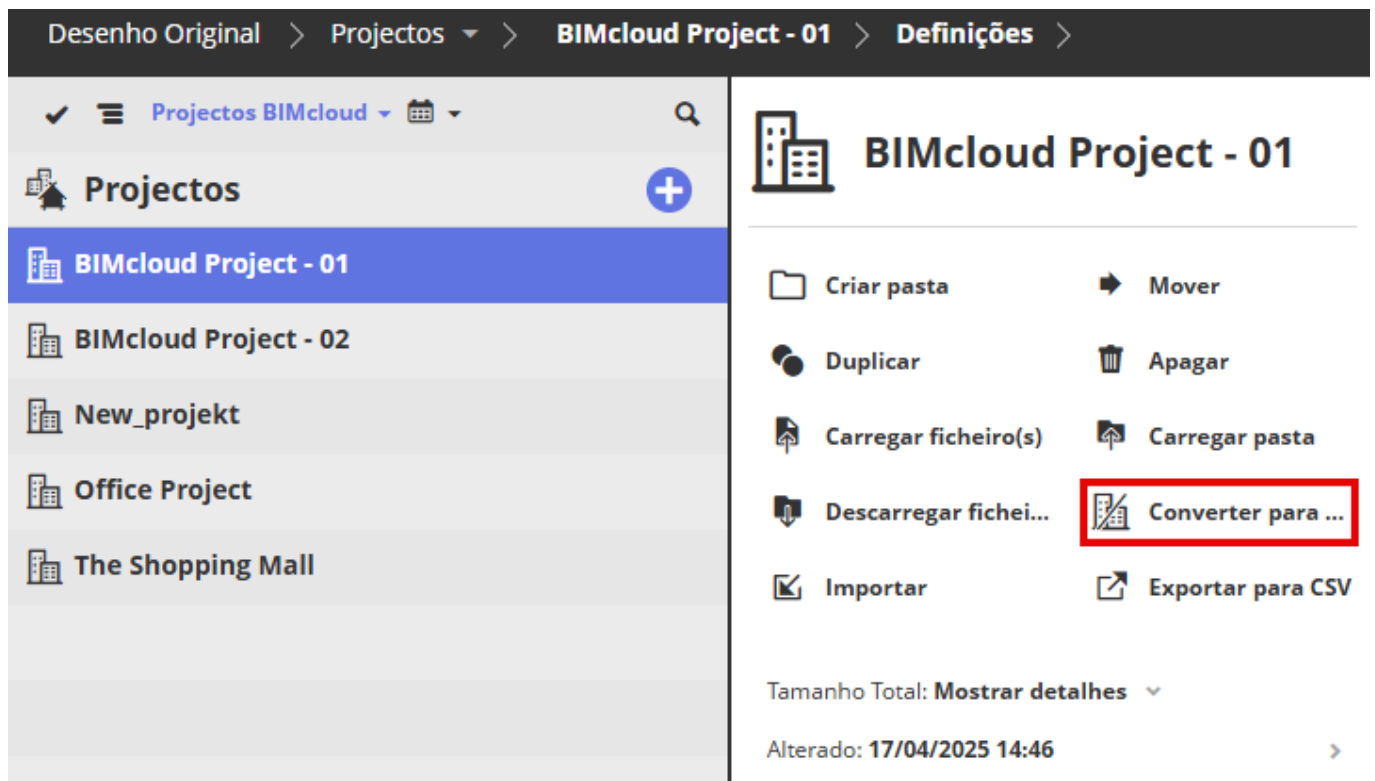 Desenho Original > Projectos > BIMcloud Project - 01 > Definições >
Projectos BIMcloud
Projectos
BIMcloud Project - 01
BIMcloud Project - 02
New_projekt
Office Project
The Shopping Mall
BIMcloud Project - 01
Criar pasta
Mover
Duplicar
Apagar
Carregar ficheiro(s)
Carregar pasta
Descarregar fichei...
Converter para ...
Importar
Exportar para CSV
Tamanho Total: Mostrar detalhes
Alterado: 17/04/2025 14:46